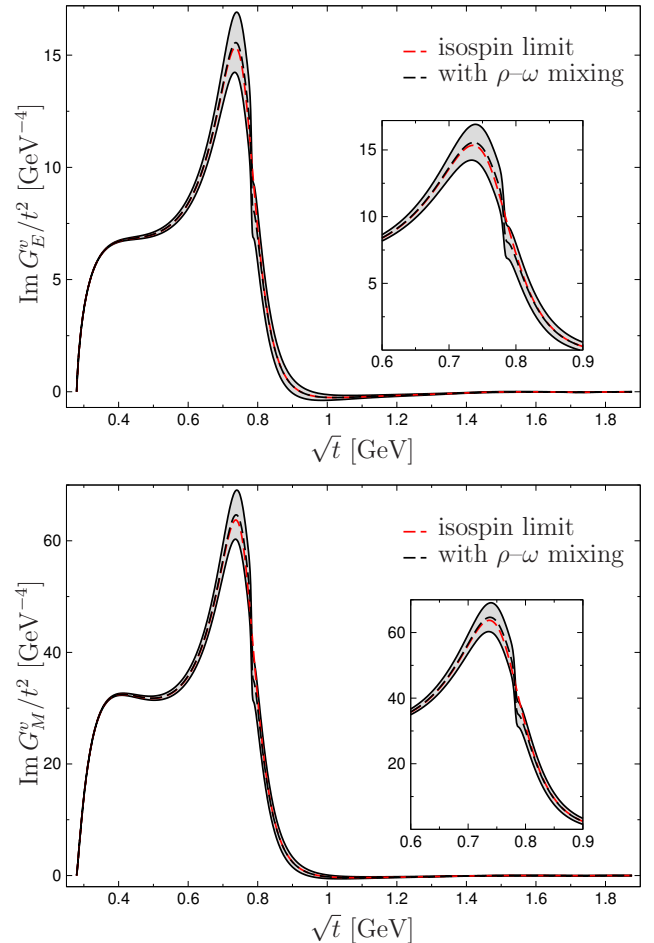 15
10
5
0
Im G_E^v/t^2 [GeV^−4]
isospin limit
with ρ–ω mixing
15
10
5
0.6 0.7 0.8 0.9
0.4 0.6 0.8 1 1.2 1.4 1.6 1.8
√t [GeV]
60
40
20
0
Im G_M^v/t^2 [GeV^−4]
isospin limit
with ρ–ω mixing
60
40
20
0.6 0.7 0.8 0.9
0.4 0.6 0.8 1 1.2 1.4 1.6 1.8
√t [GeV]